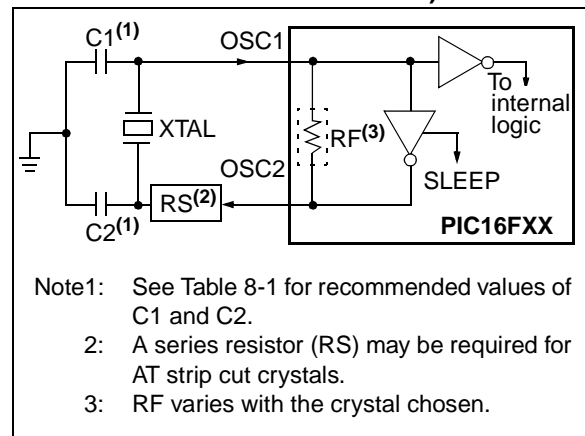 C1(1)
OSC1
To
internal
logic
XTAL
RF(3)
OSC2
SLEEP
RS(2)
C2(1)
PIC16FXX
Note1: See Table 8-1 for recommended values of
C1 and C2.
2: A series resistor (RS) may be required for
AT strip cut crystals.
3: RF varies with the crystal chosen.